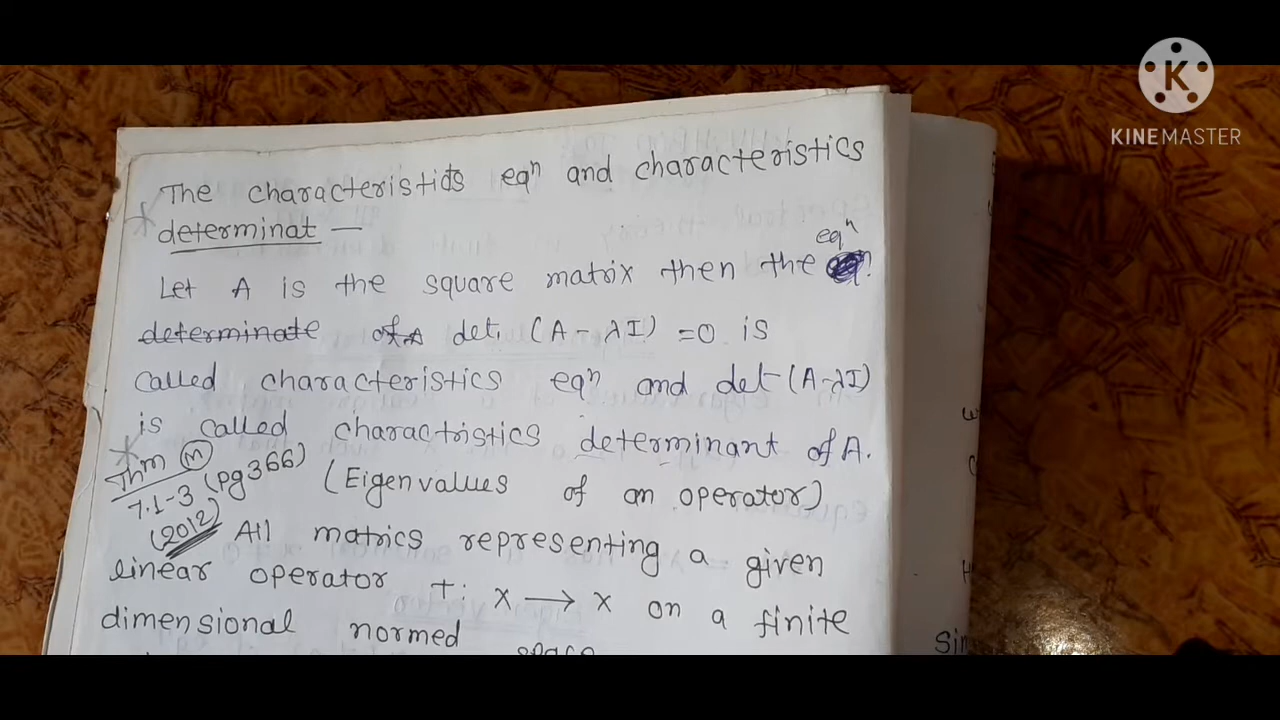 K
KINEMASTER
The characteristics eqⁿ and characteristics
determinat —
Let A is the square matrix then the eqⁿ
determinate of A det. (A - λI) = 0 is
called characteristics eqⁿ and det (A-λI)
is called charactristics determinant of A.
Thm (M)
7.1-3 (pg 366) (Eigenvalues of an operator)
(2012) All matrics representing a given
linear operator T: X → X on a finite
dimensional normed space
Sin